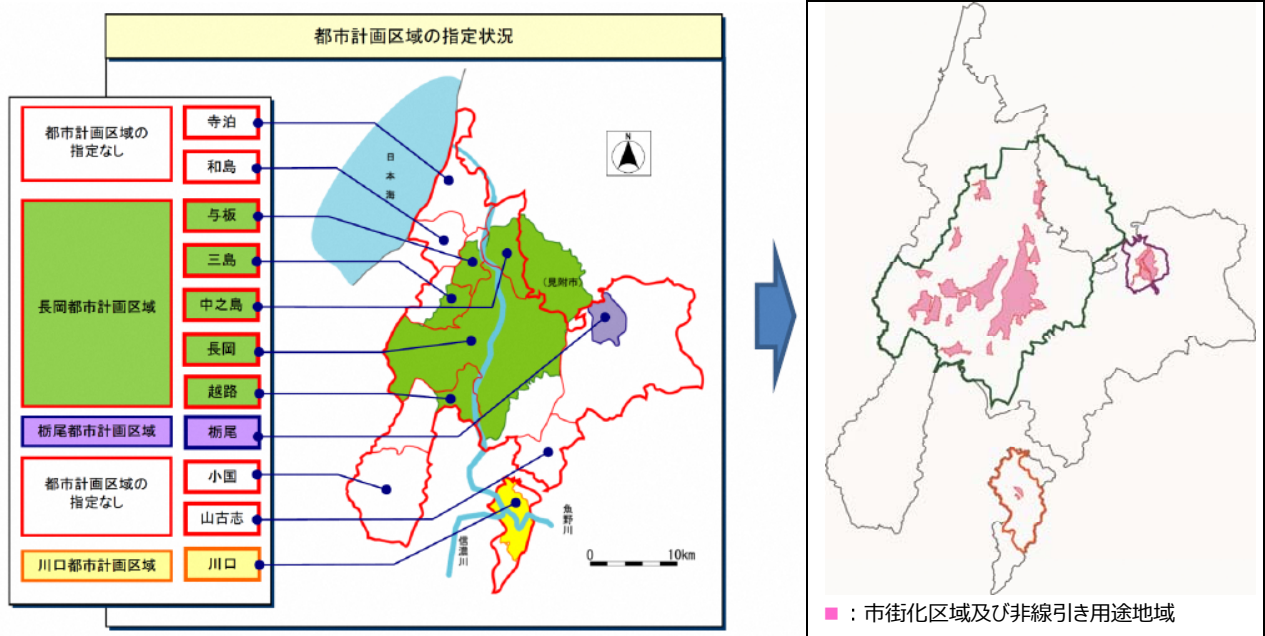 都市計画区域の指定状況
都市計画区域の
指定なし
寺泊
和島
長岡都市計画区域
与板
三島
中之島
長岡
越路
栃尾都市計画区域
栃尾
都市計画区域の
指定なし
小国
山古志
川口都市計画区域
川口
日本海
N
(見附市)
魚野川
信濃川
0 10km
■：市街化区域及び非線引き用途地域